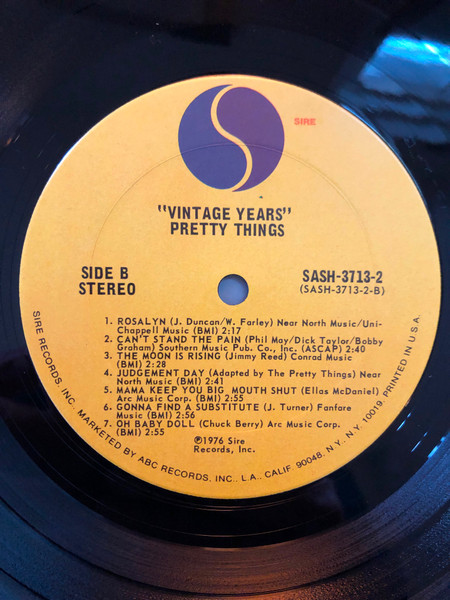 SIRE
"VINTAGE YEARS"
PRETTY THINGS
SIDE B
STEREO
SASH-3713-2
(SASH-3713-2-B)
1. ROSALYN (J. Duncan/W. Farley) Near North Music/Uni-
Chappell Music (BMI) 2:17
2. CAN'T STAND THE PAIN (Phil May/Dick Taylor/Bobby
Graham) Southern Music Pub. Co., Inc. (ASCAP) 2:40
3. THE MOON IS RISING (Jimmy Reed) Conrad Music
(BMI) 2:28
4. JUDGEMENT DAY (Adapted by The Pretty Things) Near
North Music (BMI) 2:41
5. MAMA KEEP YOU BIG MOUTH SHUT (Ellas McDaniel)
Arc Music Corp. (BMI) 2:55
6. GONNA FIND A SUBSTITUTE (J. Turner) Fanfare
Music (BMI) 2:56
7. OH BABY DOLL (Chuck Berry) Arc Music Corp.
(BMI) 2:55
℗1976 Sire
Records, Inc.
SIRE RECORDS, INC. MARKETED BY ABC RECORDS, INC., L.A., CALIF. 90048, N.Y., N.Y. 10019. PRINTED IN U.S.A.